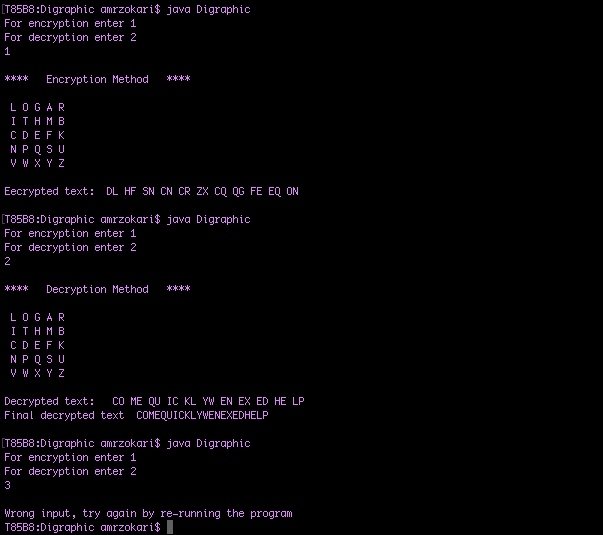 T85B8:Digraphic amrzokari$ java Digraphic
For encryption enter 1
For decryption enter 2
1
**** Encryption Method ****
L O G A R
I T H M B
C D E F K
N P Q S U
V W X Y Z
Eecrypted text: DL HF SN CN CR ZX CQ QG FE EQ ON
T85B8:Digraphic amrzokari$ java Digraphic
For encryption enter 1
For decryption enter 2
2
**** Decryption Method ****
L O G A R
I T H M B
C D E F K
N P Q S U
V W X Y Z
Decrypted text: CO ME QU IC KL YW EN EX ED HE LP
Final decrypted text COMEQUICKLYWENEXEDHELP
T85B8:Digraphic amrzokari$ java Digraphic
For encryption enter 1
For decryption enter 2
3
Wrong input, try again by re-running the program
T85B8:Digraphic amrzokari$